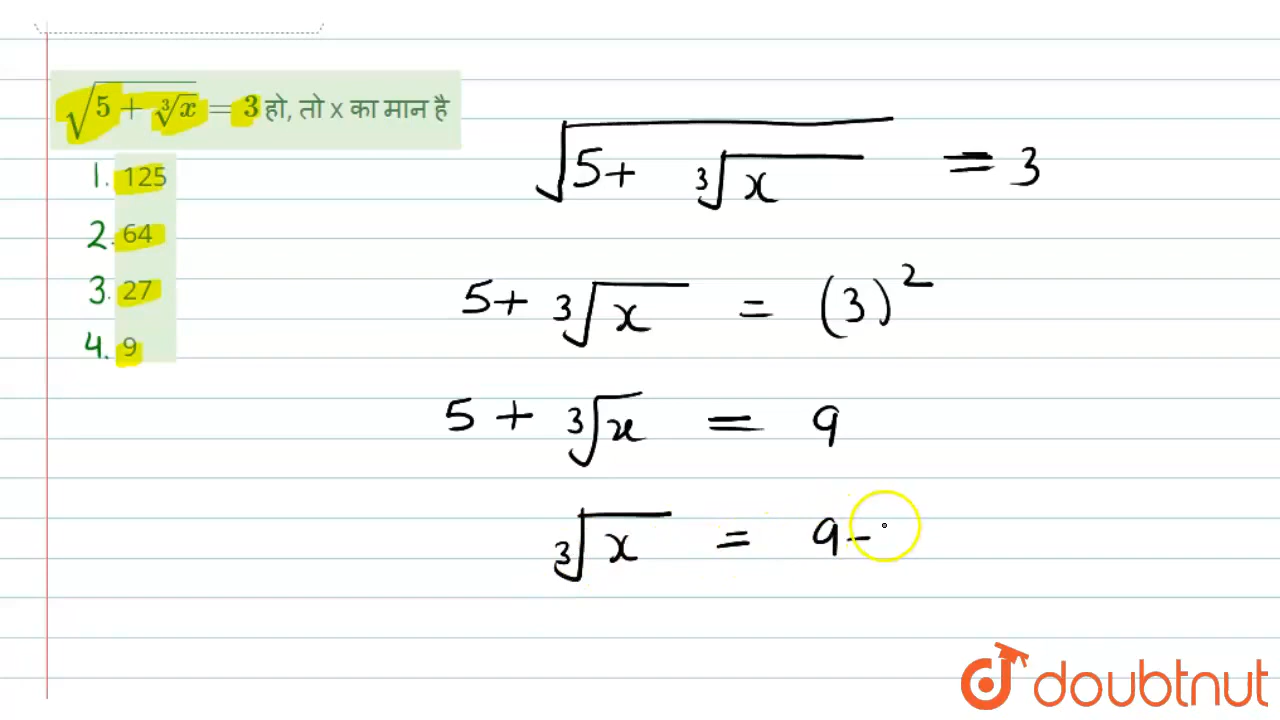 √(5 + ∛x) = 3 हो, तो x का मान है
1. 125
2. 64
3. 27
4. 9
√(5 + ∛x) = 3
5 + ∛x = (3)²
5 + ∛x = 9
∛x = 9 -
doubtnut